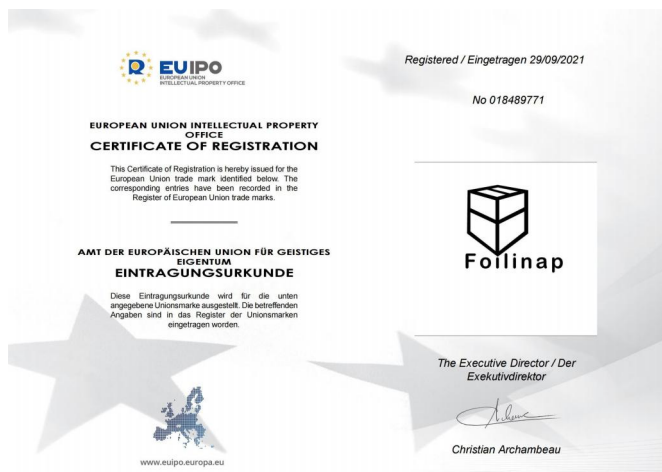 EUIPO
EUROPEAN UNION
INTELLECTUAL PROPERTY OFFICE
EUROPEAN UNION INTELLECTUAL PROPERTY
OFFICE
CERTIFICATE OF REGISTRATION
This Certificate of Registration is hereby issued for the
European Union trade mark identified below. The
corresponding entries have been recorded in the
Register of European Union trade marks.
AMT DER EUROPÄISCHEN UNION FÜR GEISTIGES
EIGENTUM
EINTRAGUNGSURKUNDE
Diese Eintragungsurkunde wird für die unten
angegebene Unionsmarke ausgestellt. Die betreffenden
Angaben sind in das Register der Unionsmarken
eingetragen worden.
www.euipo.europa.eu
Registered / Eingetragen 29/09/2021
No 018489771
Foilinap
The Executive Director / Der
Exekutivdirektor
Christian Archambeau